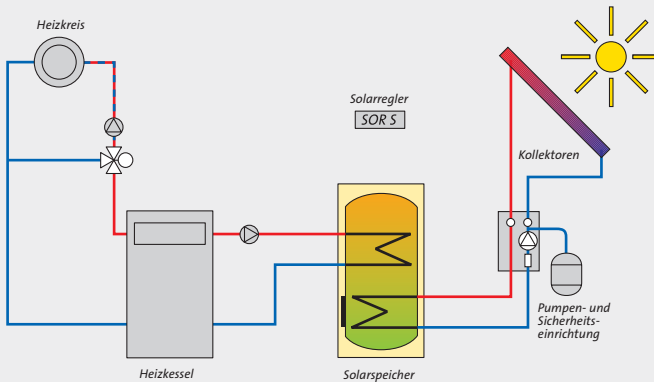 Heizkreis
Solarregler
SOR S
Kollektoren
Pumpen- und
Sicherheits-
einrichtung
Heizkessel
Solarspeicher